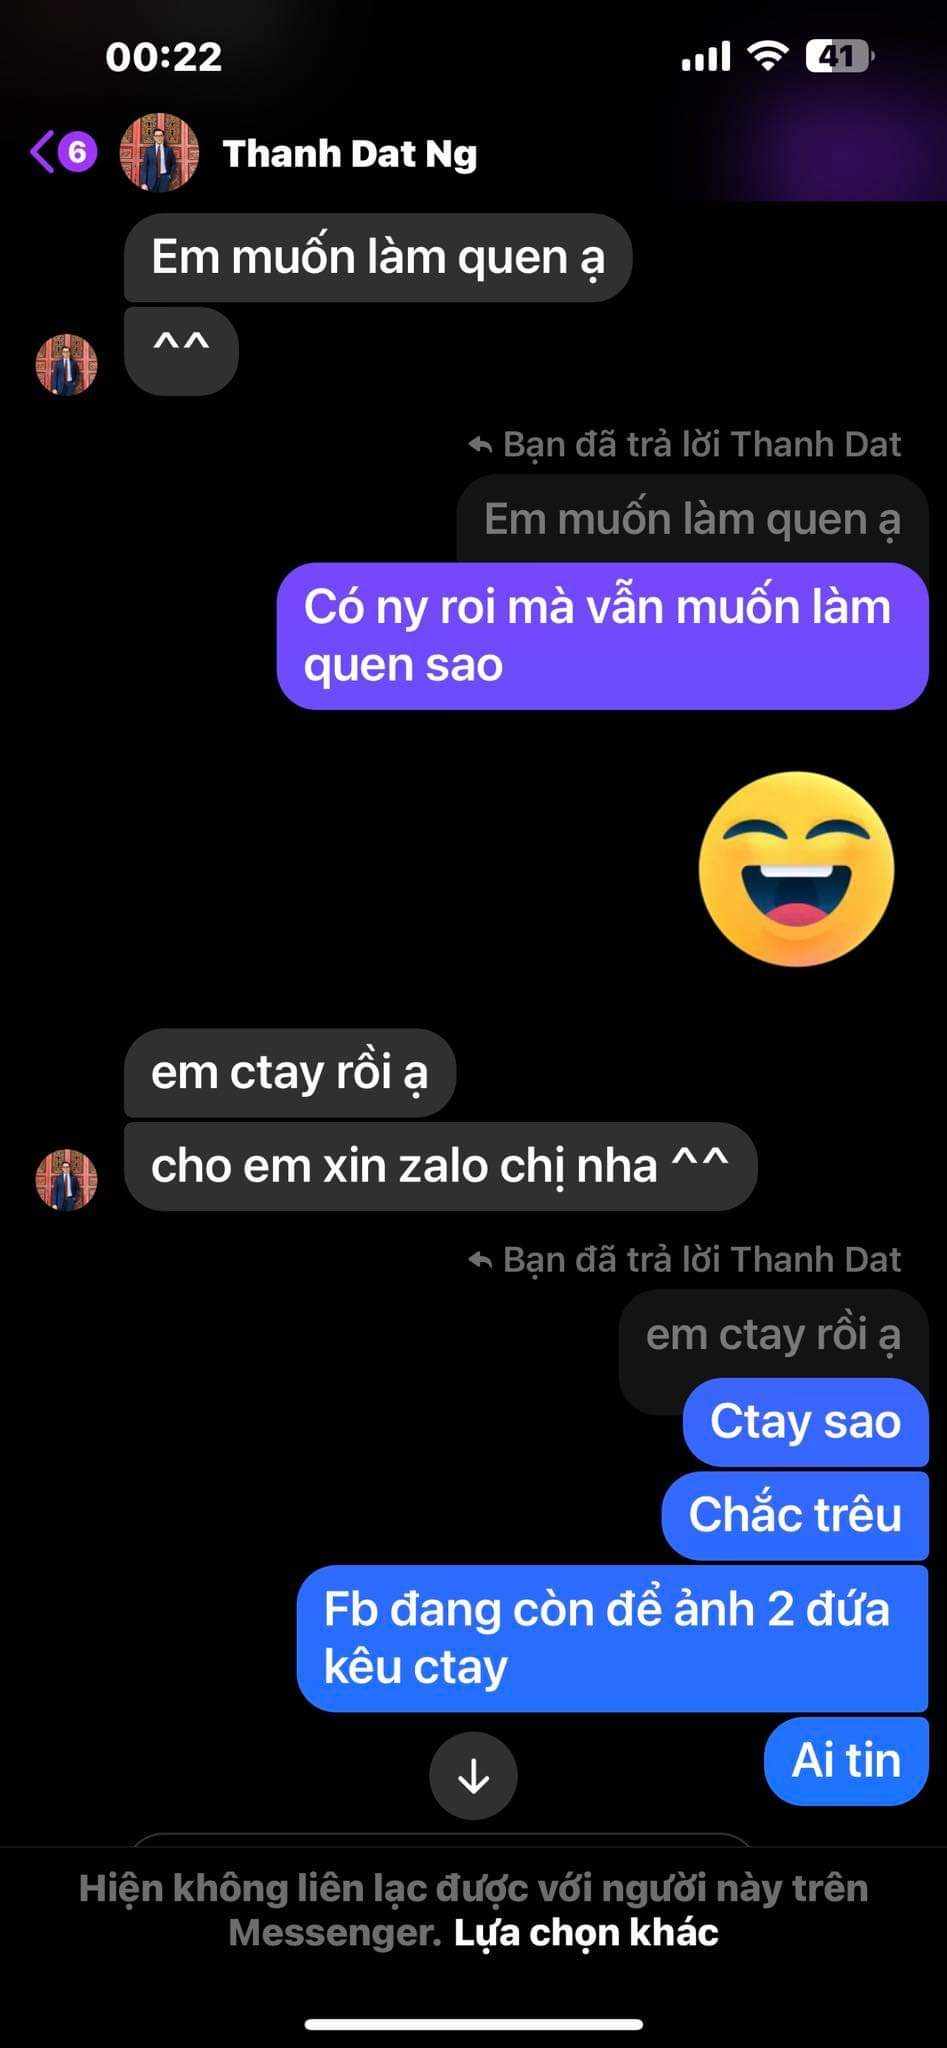 00:22
41
6
Thanh Dat Ng
Em muốn làm quen ạ
^^
Bạn đã trả lời Thanh Dat
Em muốn làm quen ạ
Có ny roi mà vẫn muốn làm
quen sao
em ctay rồi ạ
cho em xin zalo chị nha ^^
Bạn đã trả lời Thanh Dat
em ctay rồi ạ
Ctay sao
Chắc trêu
Fb đang còn để ảnh 2 đứa
kêu ctay
Ai tin
Hiện không liên lạc được với người này trên
Messenger. Lựa chọn khác